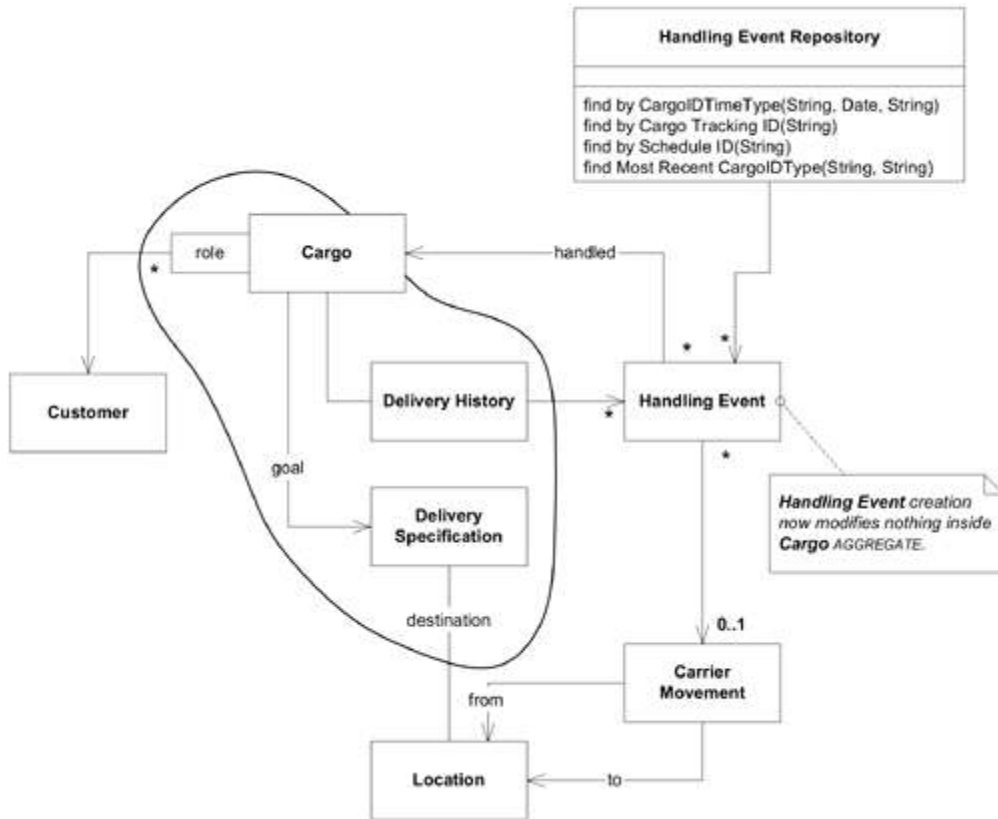 Handling Event Repository
find by CargoIDTimeType(String, Date, String)
find by Cargo Tracking ID(String)
find by Schedule ID(String)
find Most Recent CargoIDType(String, String)
role
Cargo
handled
*
*
*
Customer
Delivery History
*
Handling Event
*
goal
Delivery
Specification
Handling Event creation
now modifies nothing inside
Cargo AGGREGATE.
destination
0..1
Carrier
Movement
from
Location
to